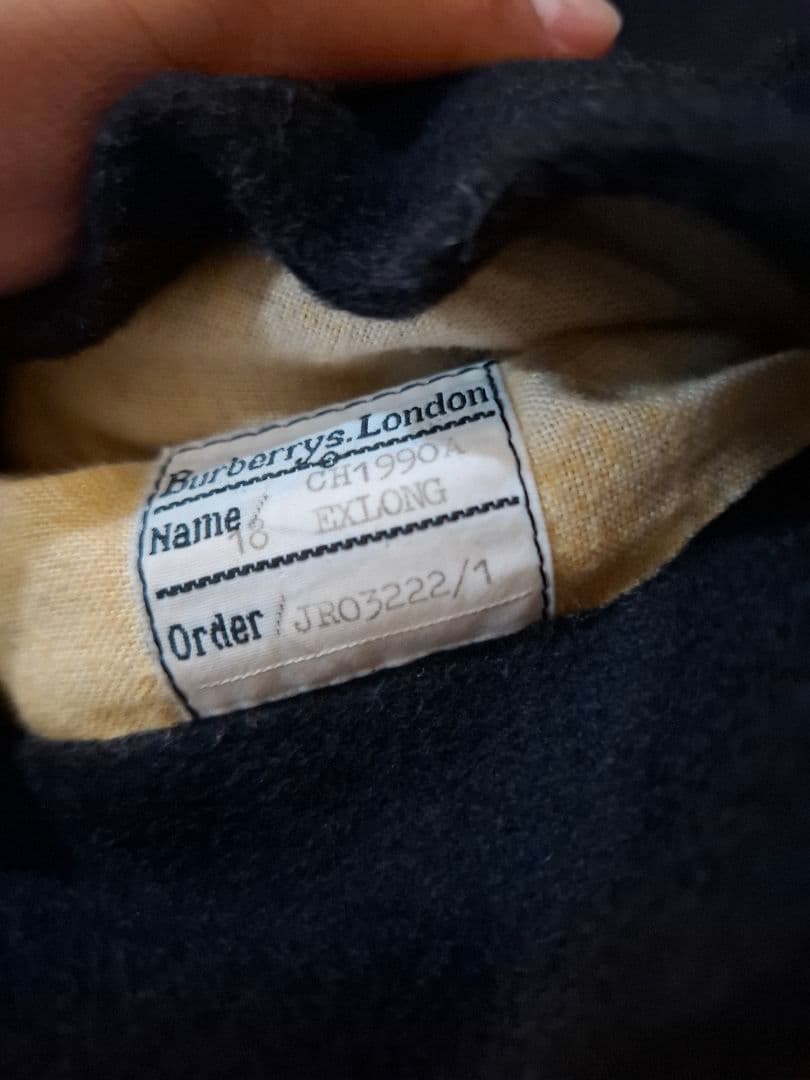 Burberrys. London
CH1990A
Name / 16 EXLONG
Order / JR03222/1